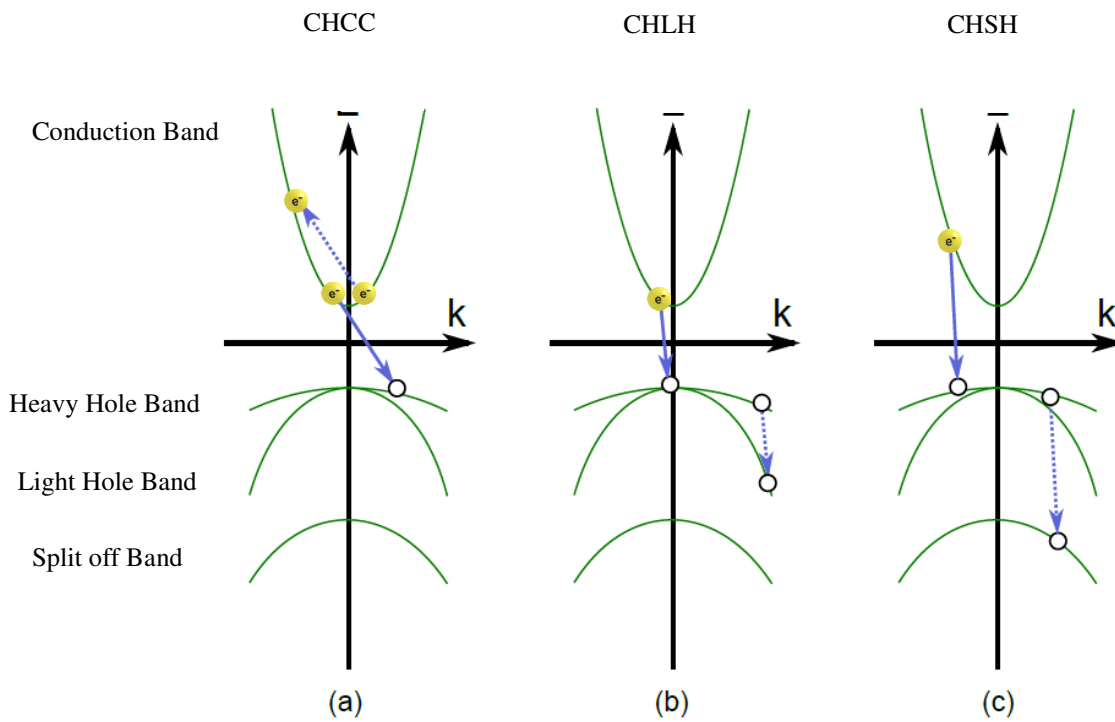 CHCC CHLH CHSH
Conduction Band
e⁻ e⁻ e⁻ e⁻ e⁻
k k k
Heavy Hole Band
Light Hole Band
Split off Band
(a) (b) (c)